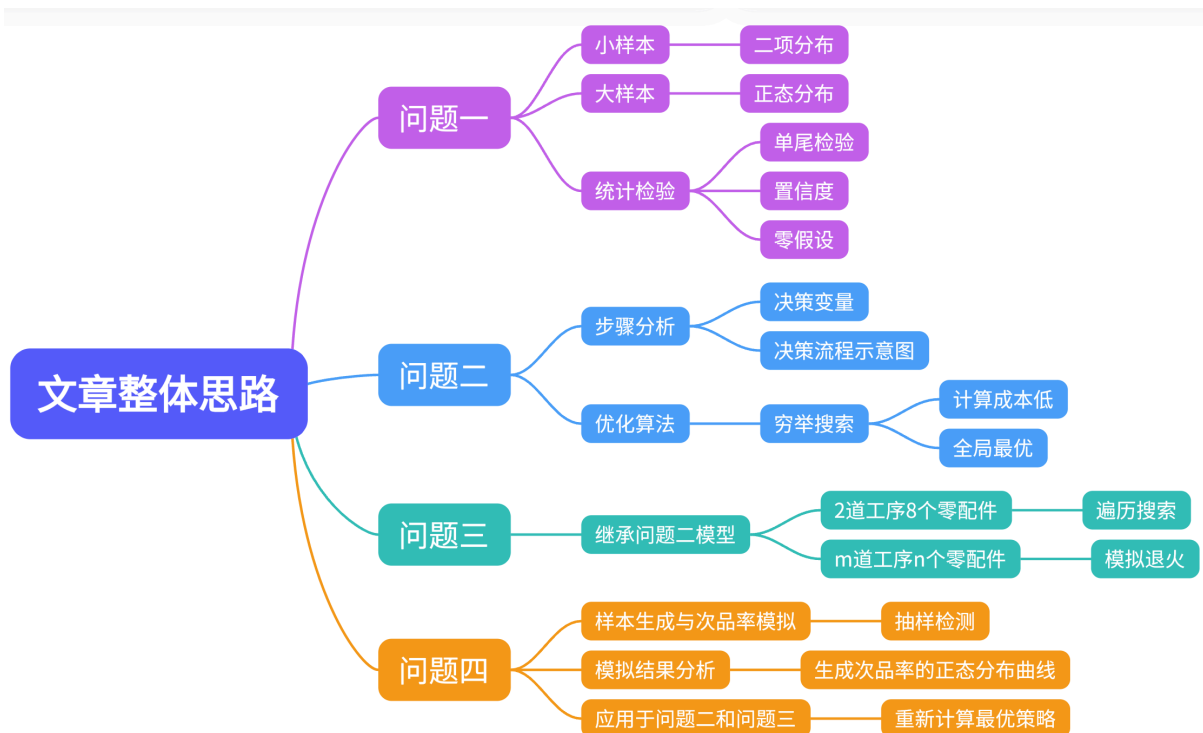 文章整体思路
问题一
小样本
二项分布
大样本
正态分布
统计检验
单尾检验
置信度
零假设
问题二
步骤分析
决策变量
决策流程示意图
优化算法
穷举搜索
计算成本低
全局最优
问题三
继承问题二模型
2道工序8个零配件
遍历搜索
m道工序n个零配件
模拟退火
问题四
样本生成与次品率模拟
抽样检测
模拟结果分析
生成次品率的正态分布曲线
应用于问题二和问题三
重新计算最优策略